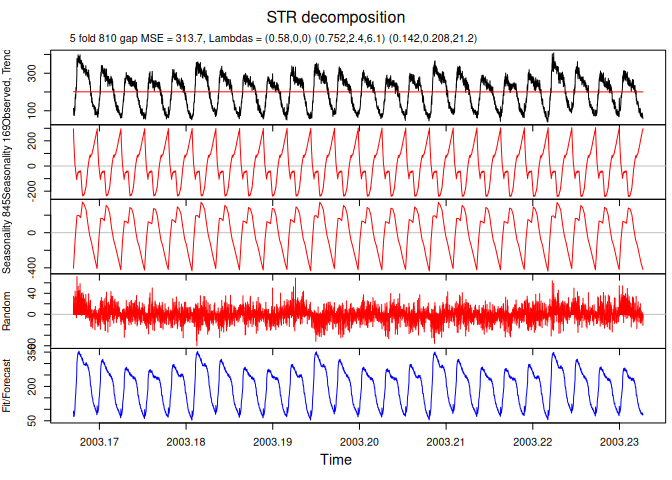 STR decomposition
5 fold 810 gap MSE = 313.7, Lambdas = (0.58,0,0) (0.752,2.4,6.1) (0.142,0.208,21.2)
Observed, Trend
300
100
Seasonality 169
200
0
-200
Seasonality 845
0
-400
Random
40
0
Fit/Forecast
350
200
50
2003.17 2003.18 2003.19 2003.20 2003.21 2003.22 2003.23
Time